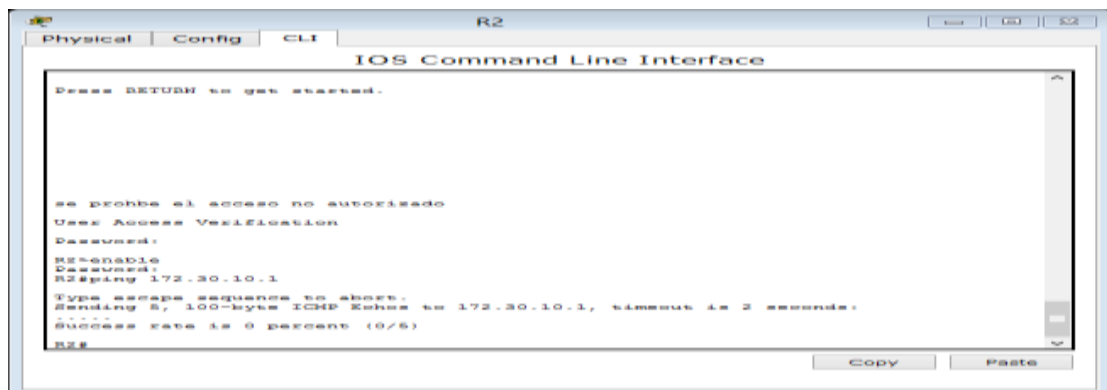 R2
Physical Config CLI
IOS Command Line Interface
Press RETURN to get started.
se prohbe el acceso no autorizado
User Access Verification
Password:
R2>enable
Password:
R2#ping 172.30.10.1
Type escape sequence to abort.
Sending 5, 100-byte ICMP Echos to 172.30.10.1, timeout is 2 seconds:
.....
Success rate is 0 percent (0/5)
R2#
Copy Paste